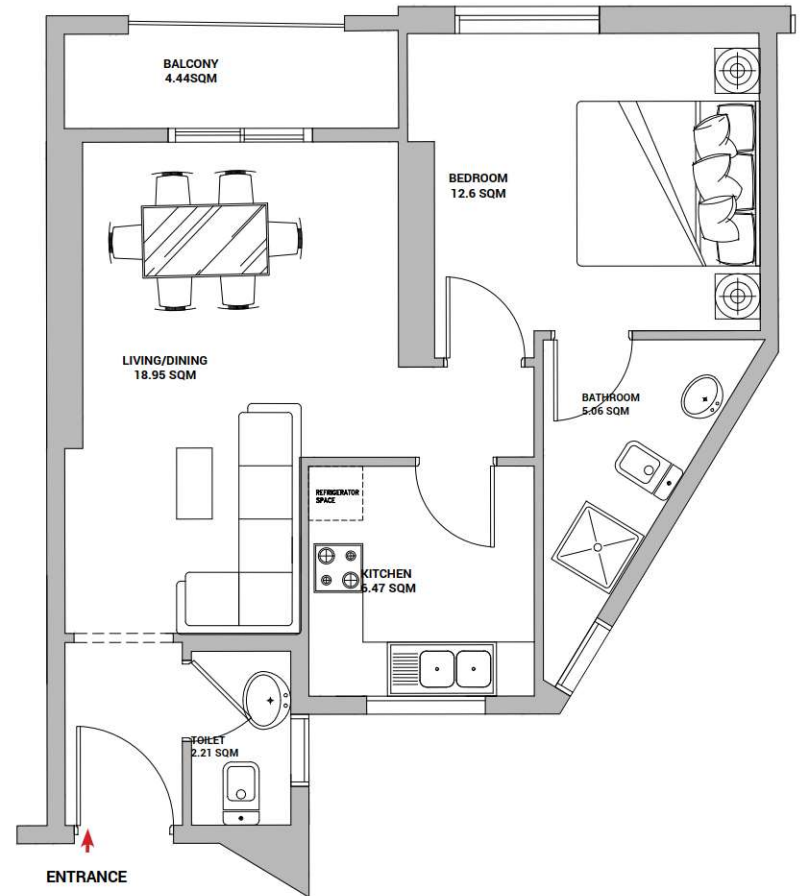 BALCONY
4.44SQM
BEDROOM
12.6 SQM
LIVING/DINING
18.95 SQM
BATHROOM
5.06 SQM
REFRIGERATOR
SPACE
KITCHEN
6.47 SQM
TOILET
2.21 SQM
ENTRANCE